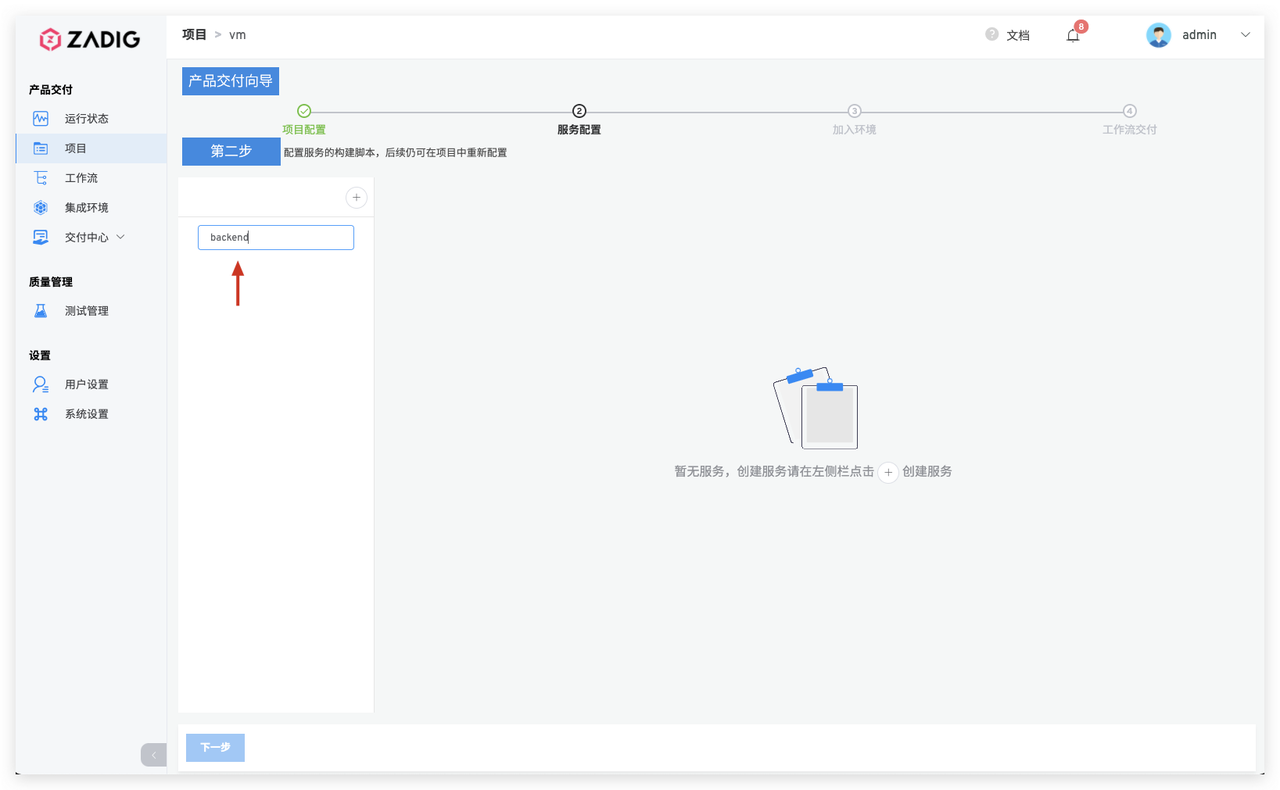 ZADIG
项目 > vm
? 文档
8
admin
产品交付
运行状态
项目
工作流
集成环境
交付中心
质量管理
测试管理
设置
用户设置
系统设置
产品交付向导
2
3
4
项目配置
服务配置
加入环境
工作流交付
第二步 配置服务的构建脚本，后续仍可在项目中重新配置
+
backend
暂无服务，创建服务请在左侧栏点击 + 创建服务
下一步